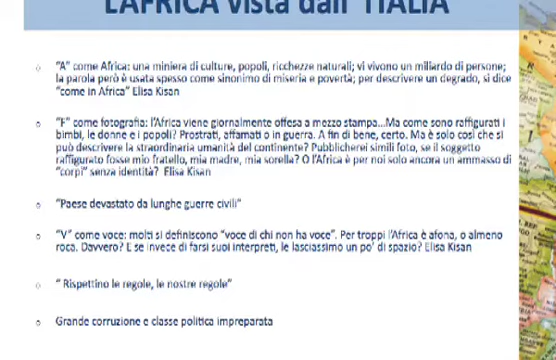 L'AFRICA vista dall' ITALIA
"A" come Africa: una miniera di culture, popoli, ricchezze naturali; vi vivono un miliardo di persone;
la parola però è usata spesso come sinonimo di miseria e povertà; per descrivere un degrado, si dice
"come in Africa" Elisa Kisan
"F" come fotografia: l'Africa viene giornalmente offesa a mezzo stampa...Ma come sono raffigurati i
bimbi, le donne e i popoli? Prostrati, affamati o in guerra. A fin di bene, certo. Ma è solo così che si
può descrivere la straordinaria umanità del continente? Pubblicherei simili foto, se il soggetto
raffigurato fosse mio fratello, mia madre, mia sorella? O l'Africa è per noi solo ancora un ammasso di
"corpi" senza identità? Elisa Kisan
"Paese devastato da lunghe guerre civili"
"V" come voce: molti si definiscono "voce di chi non ha voce". Per troppi l'Africa è afona, o almeno
roca. Davvero? E se invece di farsi suoi interpreti, le lasciassimo un po' di spazio? Elisa Kisan
" Rispettino le regole, le nostre regole"
Grande corruzione e classe politica impreparata